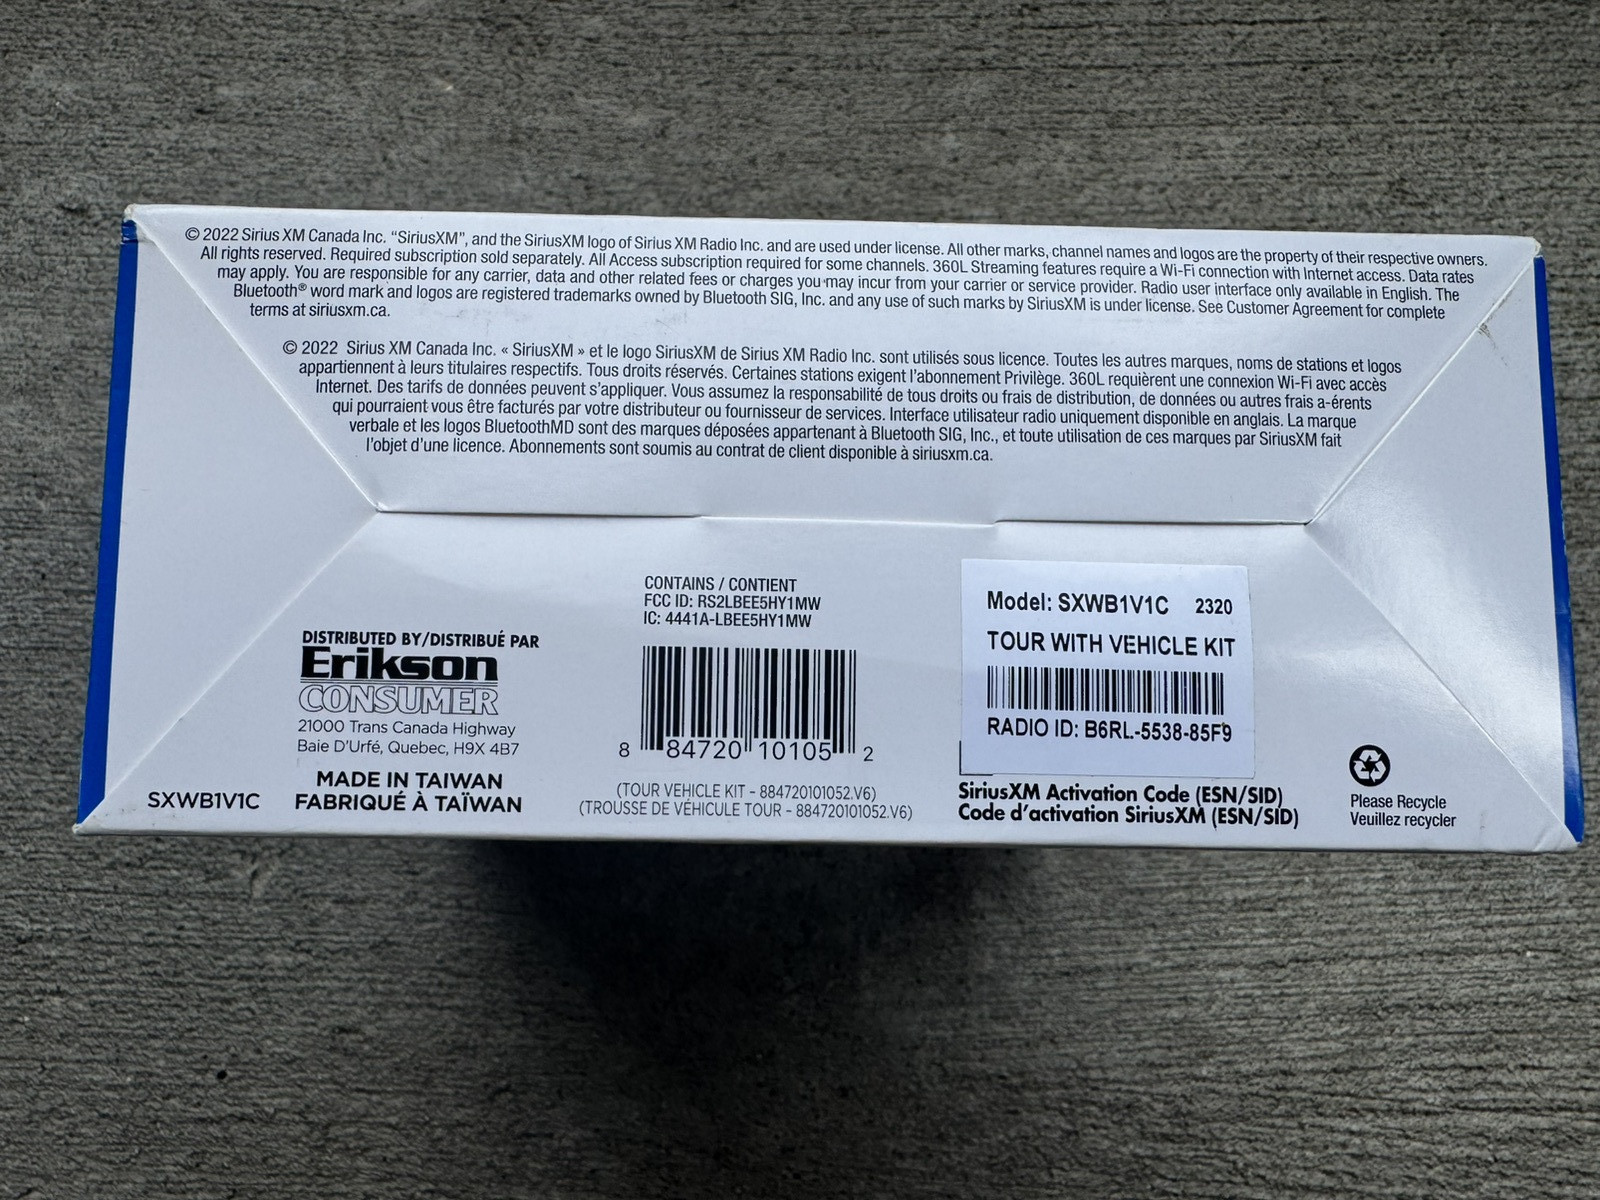 © 2022 Sirius XM Canada Inc. “SiriusXM”, and the SiriusXM logo of Sirius XM Radio Inc. and are used under license. All other marks, channel names and logos are the property of their respective owners.
All rights reserved. Required subscription sold separately. All Access subscription required for some channels. 360L Streaming features require a Wi-Fi connection with Internet access. Data rates
may apply. You are responsible for any carrier, data and other related fees or charges you may incur from your carrier or service provider. Radio user interface only available in English. The
Bluetooth® word mark and logos are registered trademarks owned by Bluetooth SIG, Inc. and any use of such marks by SiriusXM is under license. See Customer Agreement for complete
terms at siriusxm.ca.
© 2022 Sirius XM Canada Inc. « SiriusXM » et le logo SiriusXM de Sirius XM Radio Inc. sont utilisés sous licence. Toutes les autres marques, noms de stations et logos
appartiennent à leurs titulaires respectifs. Tous droits réservés. Certaines stations exigent l’abonnement Privilège. 360L requièrent une connexion Wi-Fi avec accès
Internet. Des tarifs de données peuvent s’appliquer. Vous assumez la responsabilité de tous droits ou frais de distribution, de données ou autres frais a-érents
qui pourraient vous être facturés par votre distributeur ou fournisseur de services. Interface utilisateur radio uniquement disponible en anglais. La marque
verbale et les logos BluetoothMD sont des marques déposées appartenant à Bluetooth SIG, Inc., et toute utilisation de ces marques par SiriusXM fait
l’objet d’une licence. Abonnements sont soumis au contrat de client disponible à siriusxm.ca.
SXWB1V1C
DISTRIBUTED BY/DISTRIBUÉ PAR
Erikson
CONSUMER
21000 Trans Canada Highway
Baie D'Urfé, Quebec, H9X 4B7
MADE IN TAIWAN
FABRIQUÉ À TAÏWAN
CONTAINS / CONTIENT
FCC ID: RS2LBEE5HY1MW
IC: 4441A-LBEE5HY1MW
8 84720 10105 2
(TOUR VEHICLE KIT - 884720101052.V6)
(TROUSSE DE VÉHICULE TOUR - 884720101052.V6)
Model: SXWB1V1C 2320
TOUR WITH VEHICLE KIT
RADIO ID: B6RL-5538-85F9
SiriusXM Activation Code (ESN/SID)
Code d’activation SiriusXM (ESN/SID)
Please Recycle
Veuillez recycler